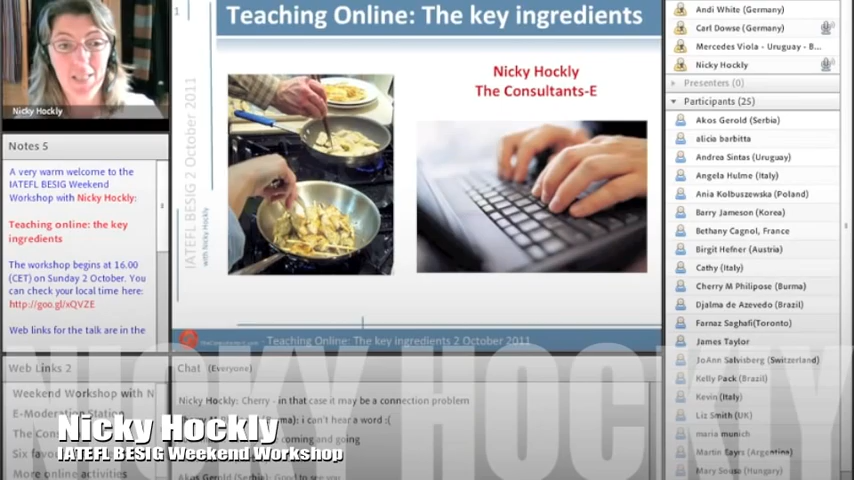 Nicky Hockly
Notes 5
A very warm welcome to the
IATEFL BESIG Weekend
Workshop with Nicky Hockly:
Teaching online: the key
ingredients
The workshop begins at 16.00
(CET) on Sunday 2 October. You
can check your local time here:
http://goo.gl/xQVZE
Web links for the talk are in the
Web Links 2
Weekend Workshop with N
E-Moderation Station
The Cons
Six favo
More online activities
1
Teaching Online: The key ingredients
IATEFL BESIG 2 October 2011
with Nicky Hockly
Nicky Hockly
The Consultants-E
Teaching Online: The key ingredients 2 October 2011
Chat (Everyone)
Nicky Hockly: Cherry - in that case it may be a connection problem
i can't hear a word :(
coming and going
Akos Gerold (Serbia): Good to see you
Andi White (Germany)
Carl Dowse (Germany)
Mercedes Viola - Uruguay - B...
Nicky Hockly
Presenters (0)
Participants (25)
Akos Gerold (Serbia)
alicia barbitta
Andrea Sintas (Uruguay)
Angela Hulme (Italy)
Ania Kolbuszewska (Poland)
Barry Jameson (Korea)
Bethany Cagnol, France
Birgit Hefner (Austria)
Cathy (Italy)
Cherry M Philipose (Burma)
Djalma de Azevedo (Brazil)
Farnaz Saghafi(Toronto)
James Taylor
JoAnn Salvisberg (Switzerland)
Kelly Pack (Brazil)
Kevin (Italy)
Liz Smith (UK)
maria munich
Martin Cayrs (Argentina)
Mary Sousa (Hungary)
NICKY HOCKLY
Nicky Hockly
IATEFL BESIG Weekend Workshop